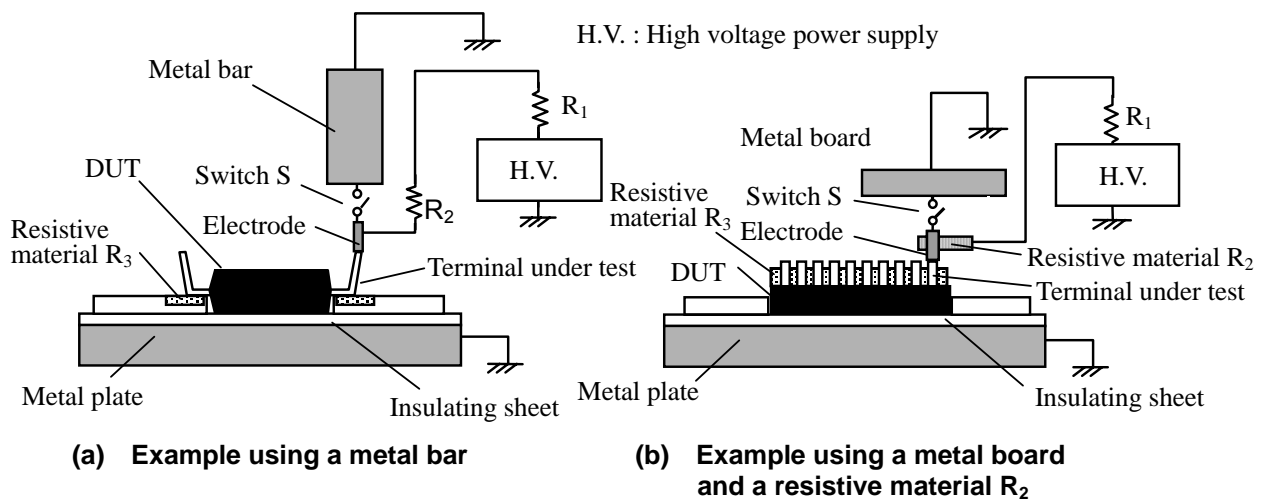 H.V. : High voltage power supply
Metal bar
R1
H.V.
DUT
Switch S
R2
Electrode
Resistive
material R3
Terminal under test
Metal plate
Insulating sheet
(a) Example using a metal bar
R1
Metal board
H.V.
Switch S
Resistive
material R3
Electrode
Resistive material R2
DUT
Terminal under test
Metal plate
Insulating sheet
(b) Example using a metal board
and a resistive material R2